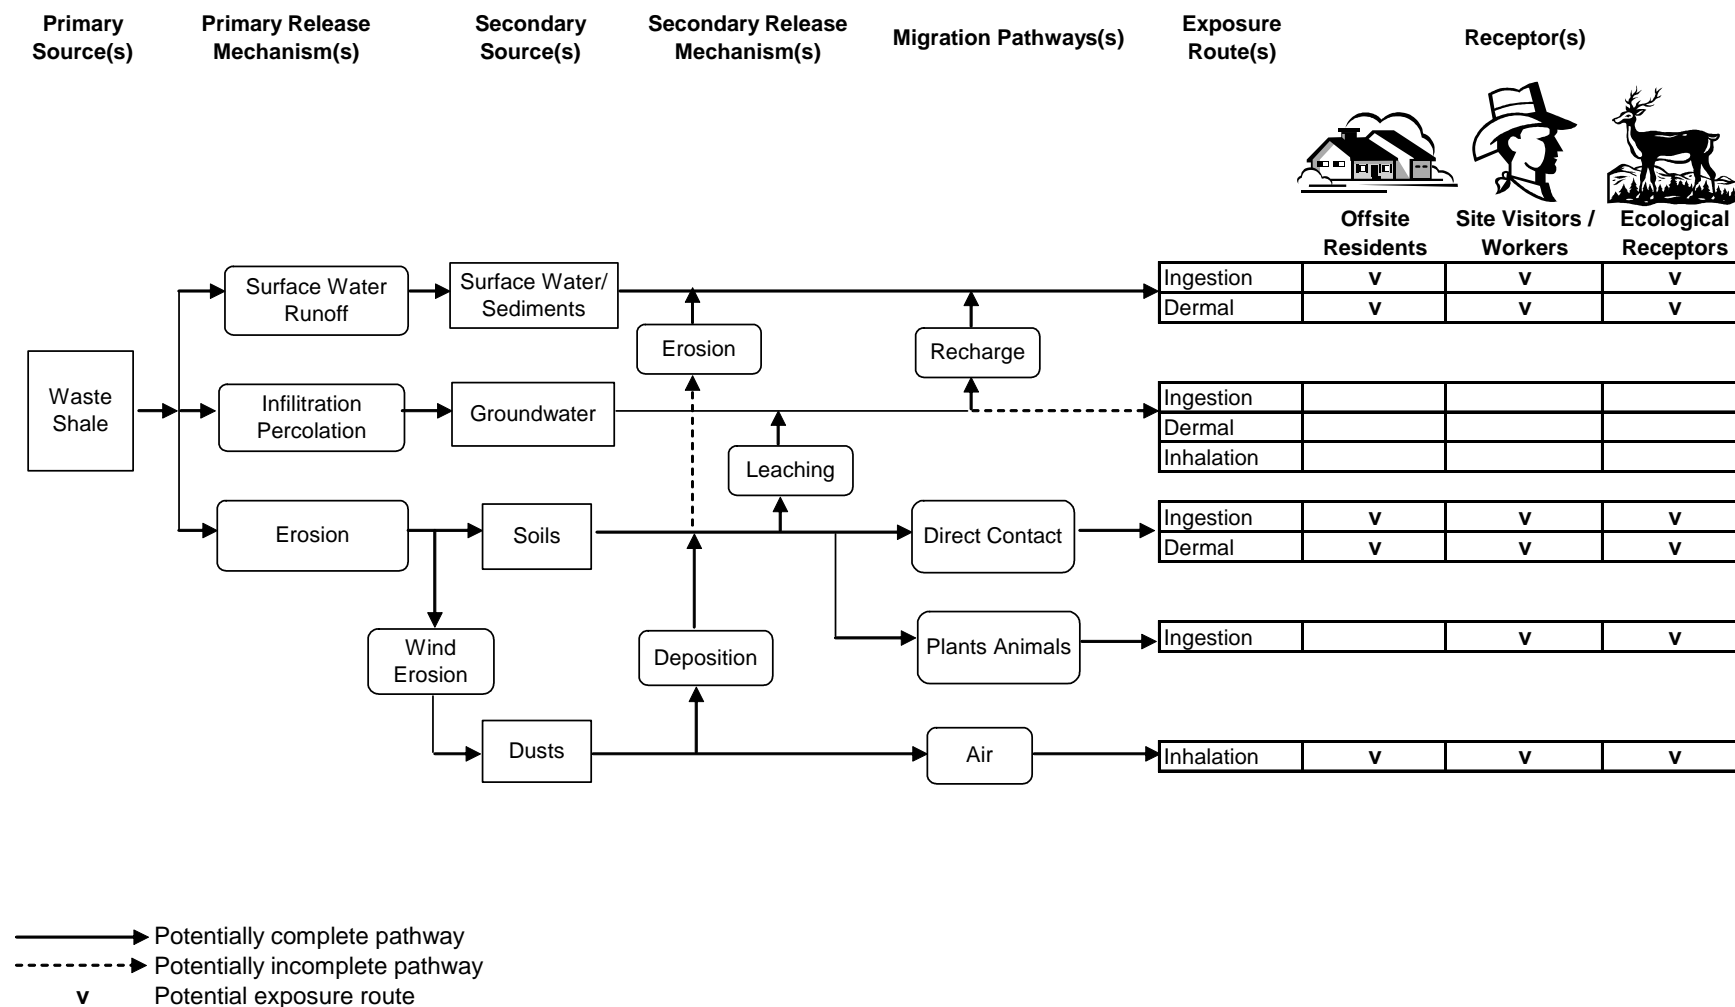 Primary
Source(s)
Primary Release
Mechanism(s)
Secondary
Source(s)
Secondary Release
Mechanism(s)
Migration Pathways(s)
Exposure
Route(s)
Receptor(s)
Offsite
Residents
Site Visitors /
Workers
Ecological
Receptors
Waste
Shale
Surface Water
Runoff
Surface Water/
Sediments
Erosion
Recharge
Ingestion v v v
Dermal v v v
Infilitration
Percolation
Groundwater
Leaching
Ingestion
Dermal
Inhalation
Erosion
Soils
Direct Contact
Ingestion v v v
Dermal v v v
Wind
Erosion
Deposition
Plants Animals
Ingestion v v
Dusts
Air
Inhalation v v v
Potentially complete pathway
Potentially incomplete pathway
v Potential exposure route